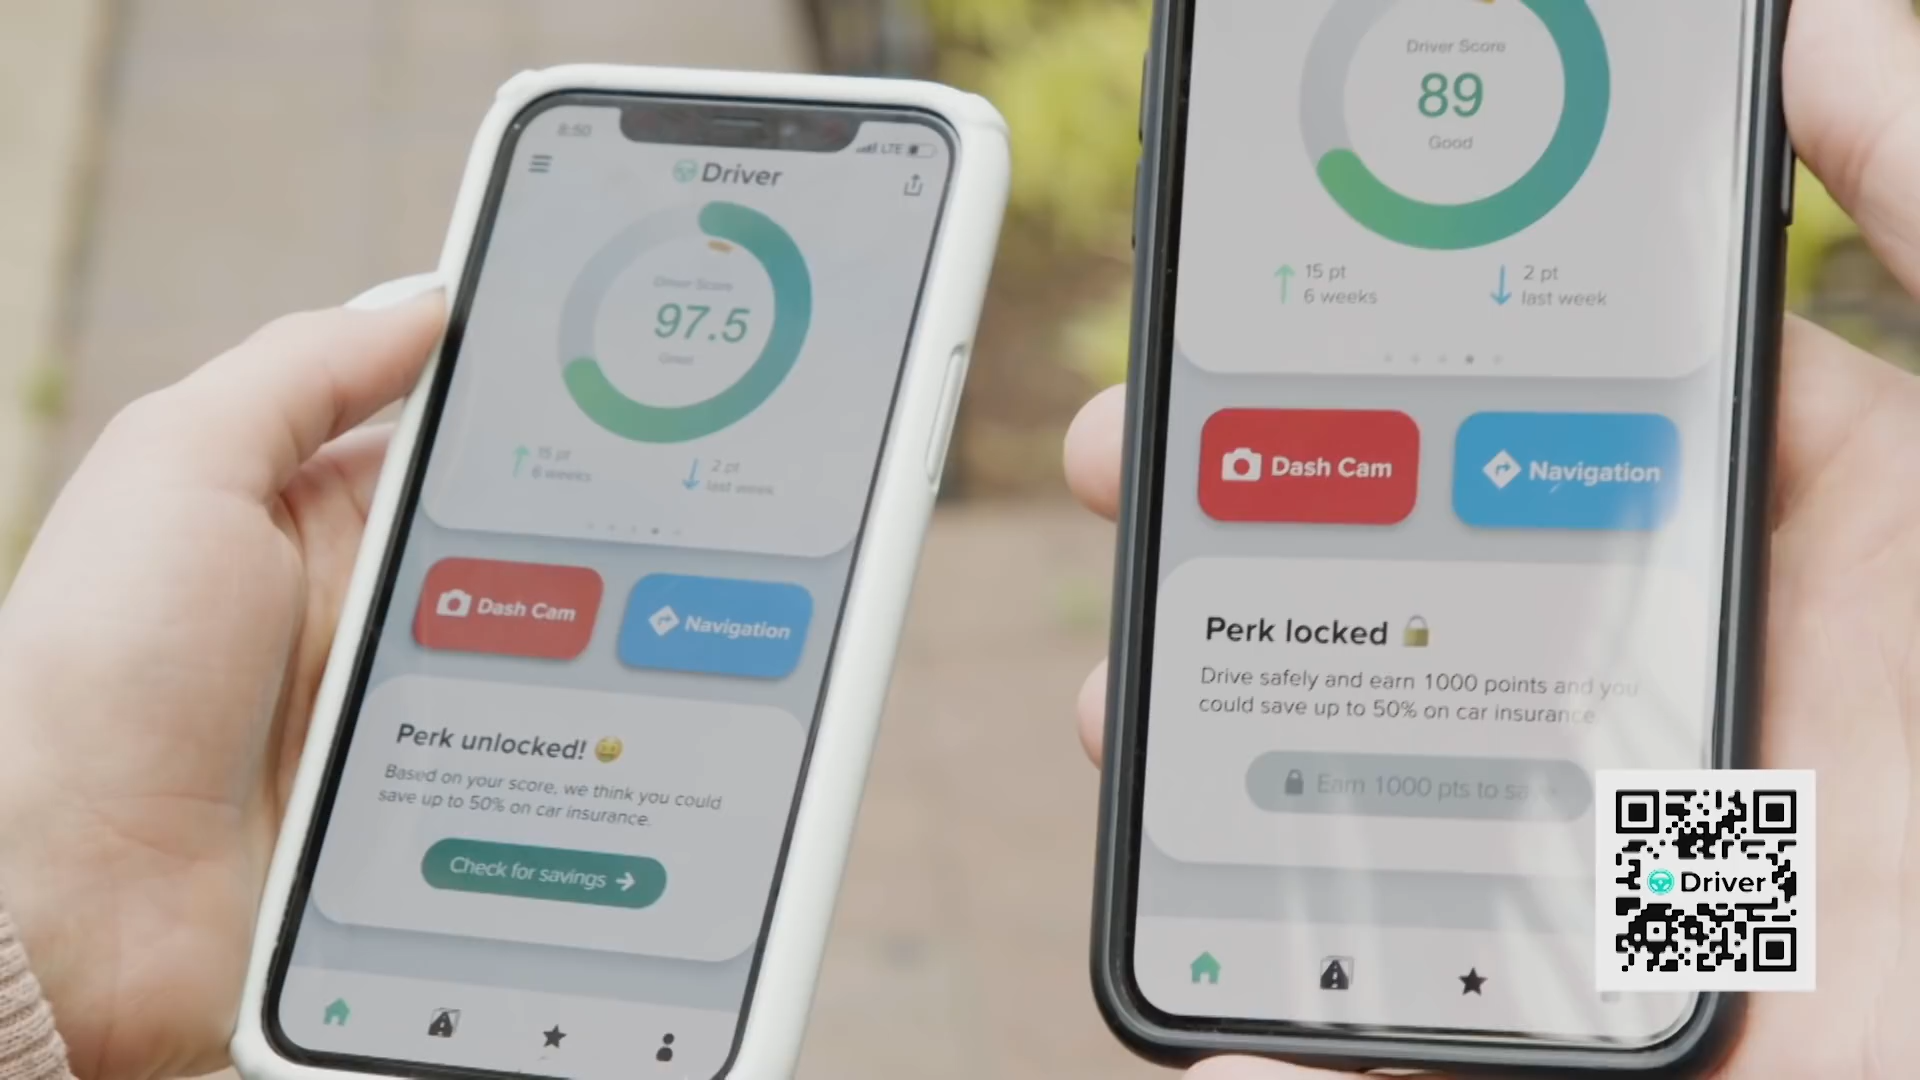 8:50
LTE
Driver
Driver Score
97.5
Good
15 pt
6 weeks
2 pt
last week
Dash Cam
Navigation
Perk unlocked!
Based on your score, we think you could
save up to 50% on car insurance.
Check for savings →
Driver Score
89
Good
15 pt
6 weeks
2 pt
last week
Dash Cam
Navigation
Perk locked
Drive safely and earn 1000 points and you
could save up to 50% on car insurance.
Earn 1000 pts to
Driver